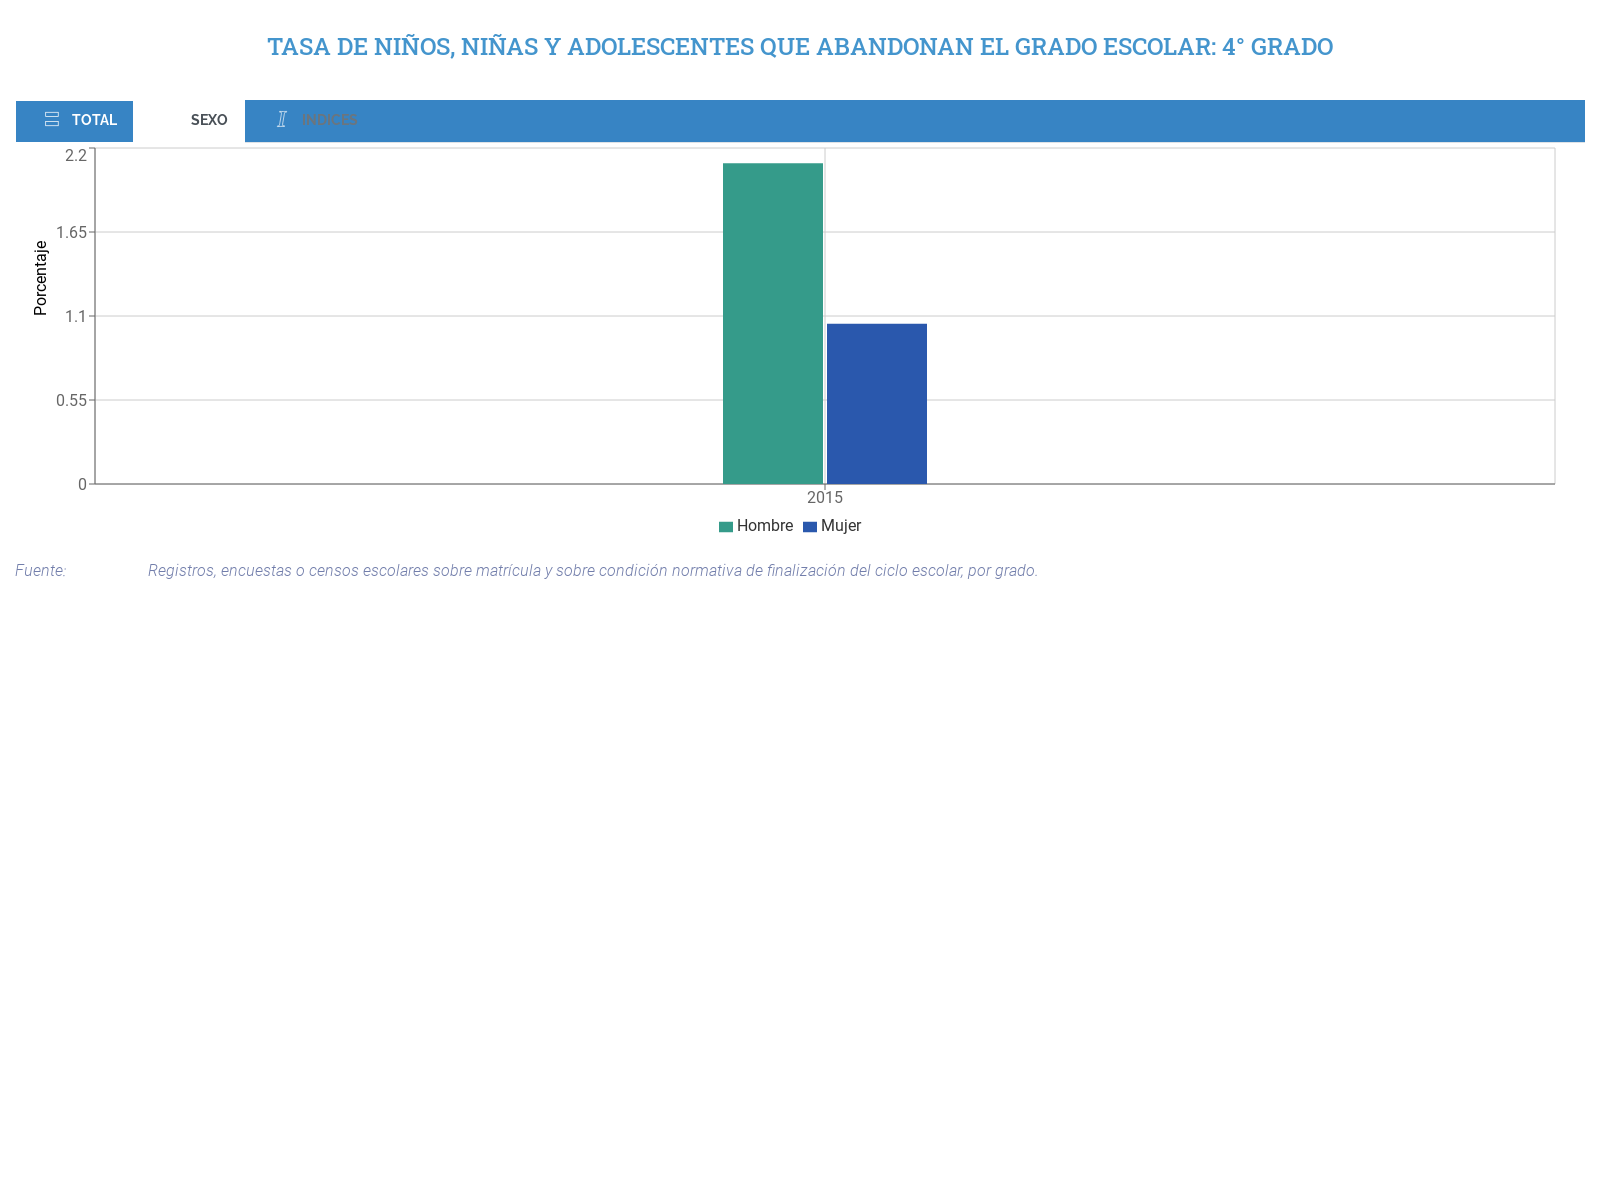 TASA DE NIÑOS, NIÑAS Y ADOLESCENTES QUE ABANDONAN EL GRADO ESCOLAR: 4° GRADO
TOTAL SEXO INDICES
2.2
1.65
1.1
0.55
0
Porcentaje
2015
Hombre Mujer
Fuente: Registros, encuestas o censos escolares sobre matrícula y sobre condición normativa de finalización del ciclo escolar, por grado.